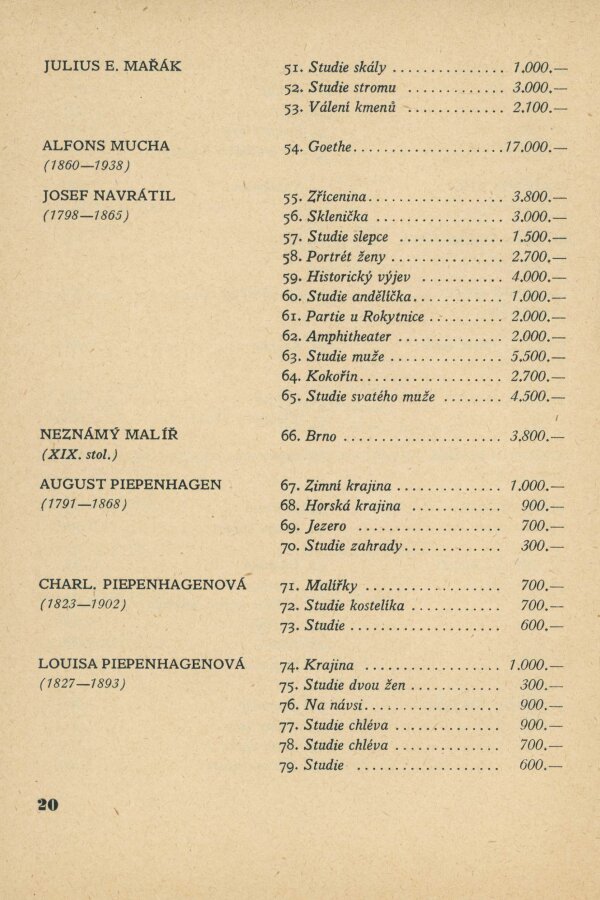 JULIUS E. MAŘÁK 51. Studie skály ............... 1.000.—
52. Studie stromu ............. 3.000.—
53. Válení kmenů ............. 2.100.—
ALFONS MUCHA 54. Goethe.................... 17.000.—
(1860—1938)
JOSEF NAVRÁTIL 55. Zřícenina.................. 3.800.—
(1798—1865) 56. Sklenička ................. 3.000.—
57. Studie slepce .............. 1.500.—
58. Portrét ženy ............... 2.700.—
59. Historický výjev ........... 4.000.—
60. Studie andělíčka............ 1.000.—
61. Partie u Rokytnice .......... 2.000.—
62. Amphitheater .............. 2.000.—
63. Studie muže ............... 5.500.—
64. Kokořín................... 2.700.—
65. Studie svatého muže ........ 4.500.—
NEZNÁMÝ MALÍŘ 66. Brno ..................... 3.800.—
(XIX. stol.)
AUGUST PIEPENHAGEN 67. Zimní krajina .............. 1.000.—
(1791—1868) 68. Horská krajina ............ 900.—
69. Jezero ................... 700.—
70. Studie zahrady............. 300.—
CHARL. PIEPENHAGENOVÁ 71. Malířky .................. 700.—
(1823—1902) 72. Studie kostelíka ............ 700.—
73. Studie .................... 600.—
LOUISA PIEPENHAGENOVÁ 74. Krajina .................. 1.000.—
(1827—1893) 75. Studie dvou žen ............ 300.—
76. Na návsi.................. 900.—
77. Studie chléva .............. 900.—
78. Studie chléva .............. 700.—
79. Studie ................... 600.—
20